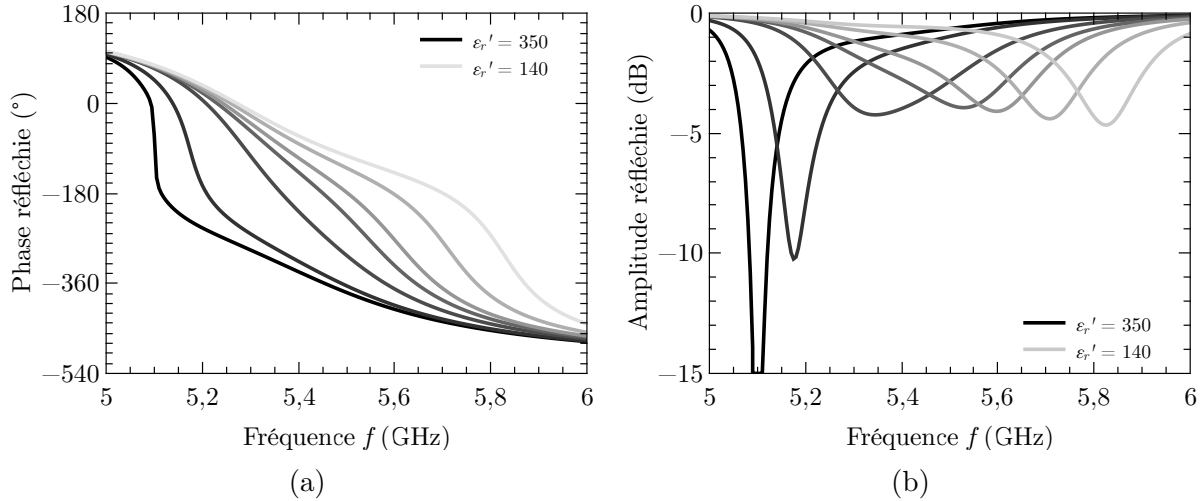 180
0
−180
−360
−540
Phase réfléchie (°)
εr′ = 350
εr′ = 140
5
5,2
5,4
5,6
5,8
6
Fréquence f (GHz)
(a)
0
−5
−10
−15
Amplitude réfléchie (dB)
εr′ = 350
εr′ = 140
5
5,2
5,4
5,6
5,8
6
Fréquence f (GHz)
(b)